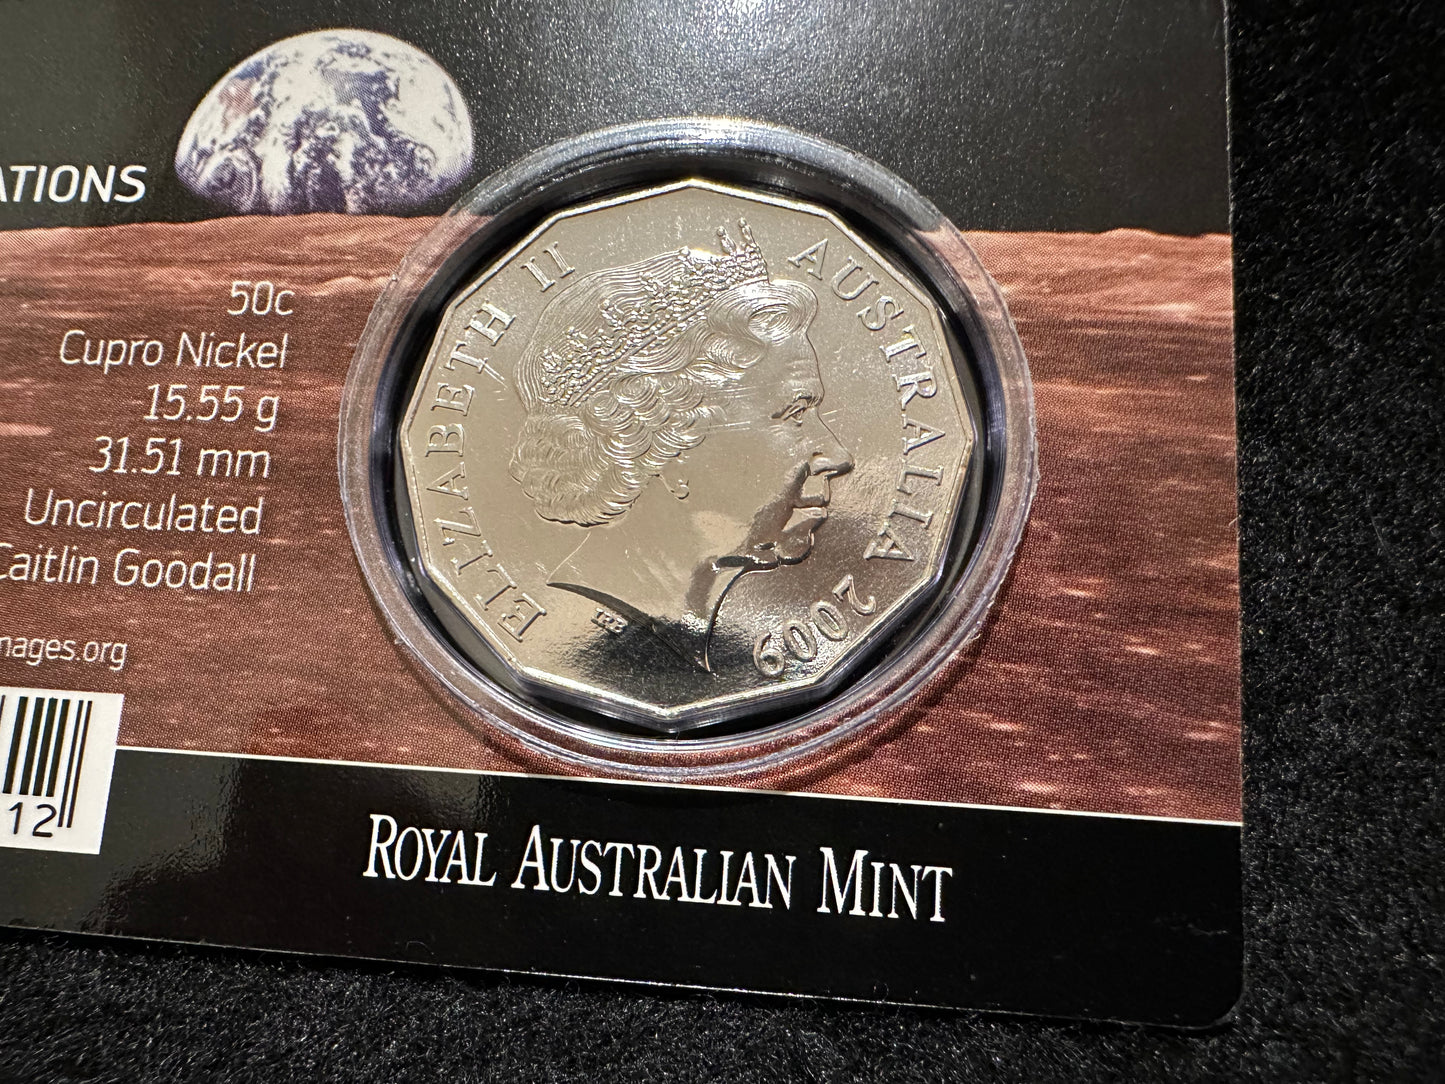 ATIONS
50c
Cupro Nickel
15.55 g
31.51 mm
Uncirculated
Caitlin Goodall
mages.org
12
ELIZABETH II
AUSTRALIA 2009
IRB
ROYAL AUSTRALIAN MINT